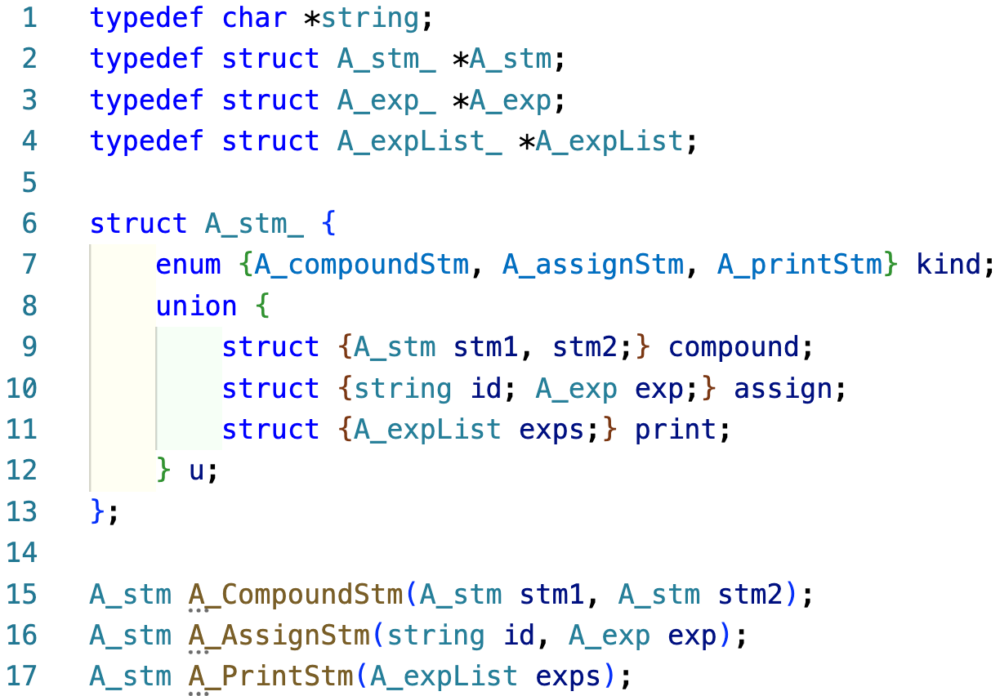 1 typedef char *string;
2 typedef struct A_stm_ *A_stm;
3 typedef struct A_exp_ *A_exp;
4 typedef struct A_expList_ *A_expList;
5
6 struct A_stm_ {
7     enum {A_compoundStm, A_assignStm, A_printStm} kind;
8     union {
9         struct {A_stm stm1, stm2;} compound;
10         struct {string id; A_exp exp;} assign;
11         struct {A_expList exps;} print;
12     } u;
13 };
14
15 A_stm A_CompoundStm(A_stm stm1, A_stm stm2);
16 A_stm A_AssignStm(string id, A_exp exp);
17 A_stm A_PrintStm(A_expList exps);